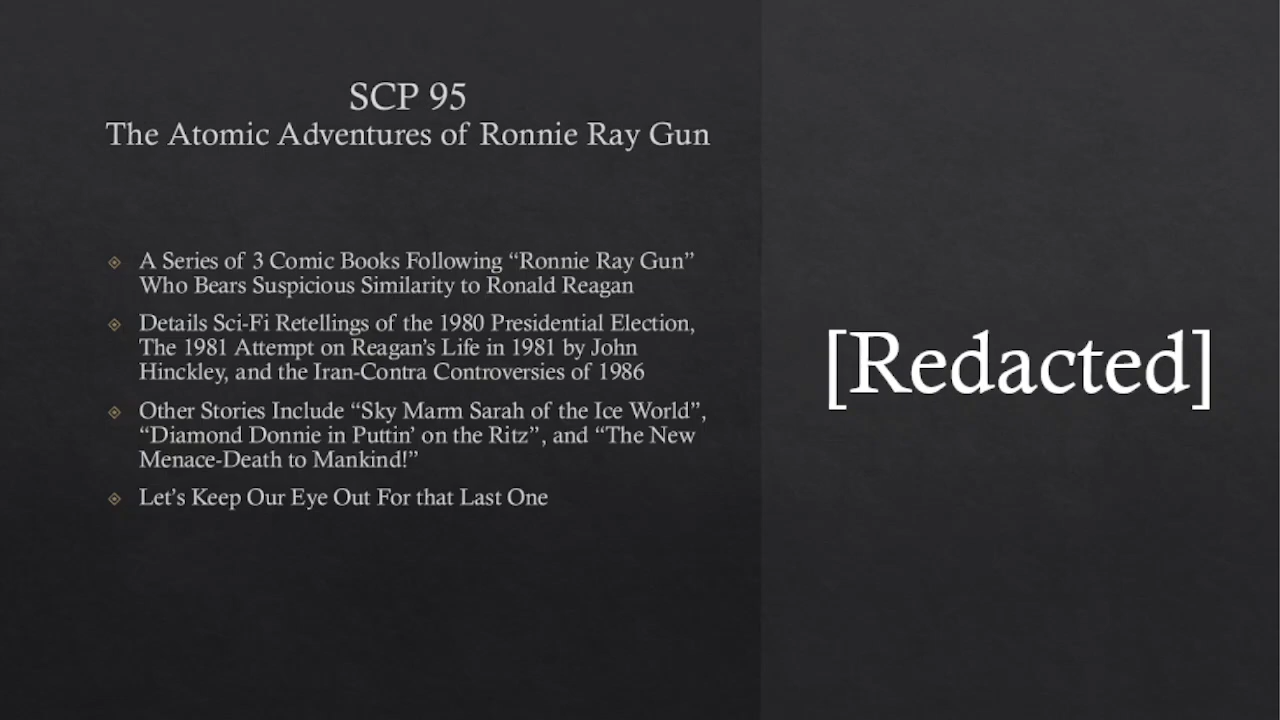 SCP 95
The Atomic Adventures of Ronnie Ray Gun
A Series of 3 Comic Books Following “Ronnie Ray Gun”
Who Bears Suspicious Similarity to Ronald Reagan
Details Sci-Fi Retellings of the 1980 Presidential Election,
The 1981 Attempt on Reagan’s Life in 1981 by John
Hinckley, and the Iran-Contra Controversies of 1986
Other Stories Include “Sky Marm Sarah of the Ice World”,
“Diamond Donnie in Puttin’ on the Ritz”, and “The New
Menace-Death to Mankind!”
Let’s Keep Our Eye Out For that Last One
[Redacted]